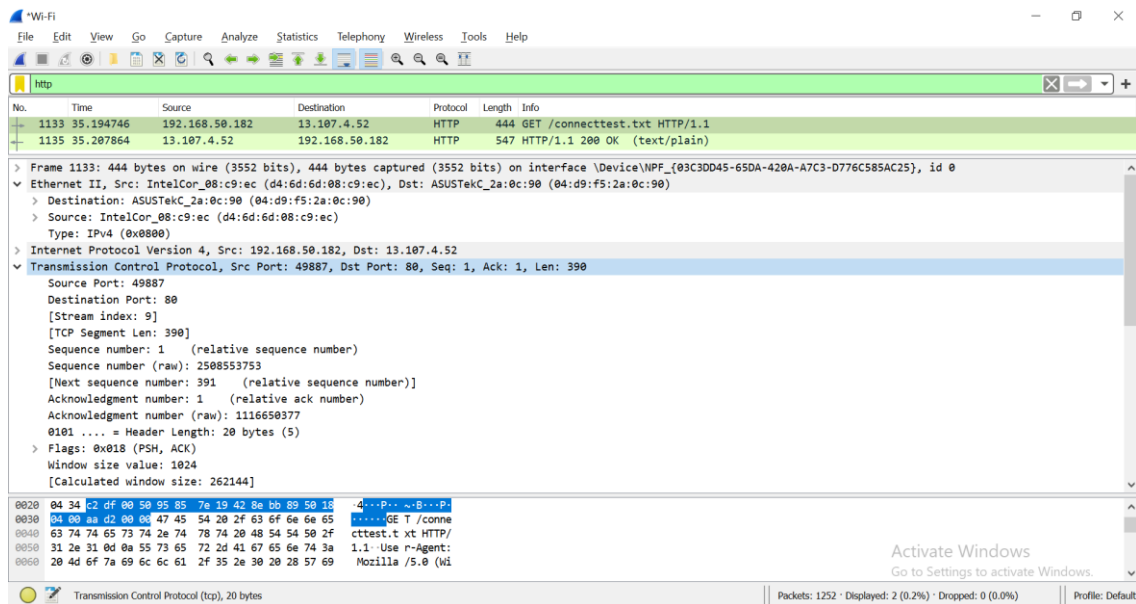 *Wi-Fi
File Edit View Go Capture Analyze Statistics Telephony Wireless Tools Help
http
No. Time Source Destination Protocol Length Info
1133 35.194746 192.168.50.182 13.107.4.52 HTTP 444 GET /connecttest.txt HTTP/1.1
1135 35.207864 13.107.4.52 192.168.50.182 HTTP 547 HTTP/1.1 200 OK (text/plain)
> Frame 1133: 444 bytes on wire (3552 bits), 444 bytes captured (3552 bits) on interface \Device\NPF_{03C3DD45-65DA-420A-A7C3-D776C585AC25}, id 0
Ethernet II, Src: IntelCor_08:c9:ec (d4:6d:6d:08:c9:ec), Dst: ASUSTekC_2a:0c:90 (04:d9:f5:2a:0c:90)
> Destination: ASUSTekC_2a:0c:90 (04:d9:f5:2a:0c:90)
> Source: IntelCor_08:c9:ec (d4:6d:6d:08:c9:ec)
Type: IPv4 (0x0800)
> Internet Protocol Version 4, Src: 192.168.50.182, Dst: 13.107.4.52
Transmission Control Protocol, Src Port: 49887, Dst Port: 80, Seq: 1, Ack: 1, Len: 390
Source Port: 49887
Destination Port: 80
[Stream index: 9]
[TCP Segment Len: 390]
Sequence number: 1 (relative sequence number)
Sequence number (raw): 2508553753
[Next sequence number: 391 (relative sequence number)]
Acknowledgment number: 1 (relative ack number)
Acknowledgment number (raw): 1116650377
0101 .... = Header Length: 20 bytes (5)
> Flags: 0x018 (PSH, ACK)
Window size value: 1024
[Calculated window size: 262144]
0020 04 34 c2 df 00 50 95 85 7e 19 42 8e bb 89 50 18 ·4···P·· ~·B···P·
0030 04 00 aa d2 00 00 47 45 54 20 2f 63 6f 6e 6e 65 ······GE T /conne
0040 63 74 74 65 73 74 2e 74 78 74 20 48 54 54 50 2f cttest.t xt HTTP/
0050 31 2e 31 0d 0a 55 73 65 72 2d 41 67 65 6e 74 3a 1.1··Use r-Agent:
0060 20 4d 6f 7a 69 6c 6c 61 2f 35 2e 30 20 28 57 69 Mozilla /5.0 (Wi
Activate Windows
Go to Settings to activate Windows.
Transmission Control Protocol (tcp), 20 bytes Packets: 1252 · Displayed: 2 (0.2%) · Dropped: 0 (0.0%) Profile: Default